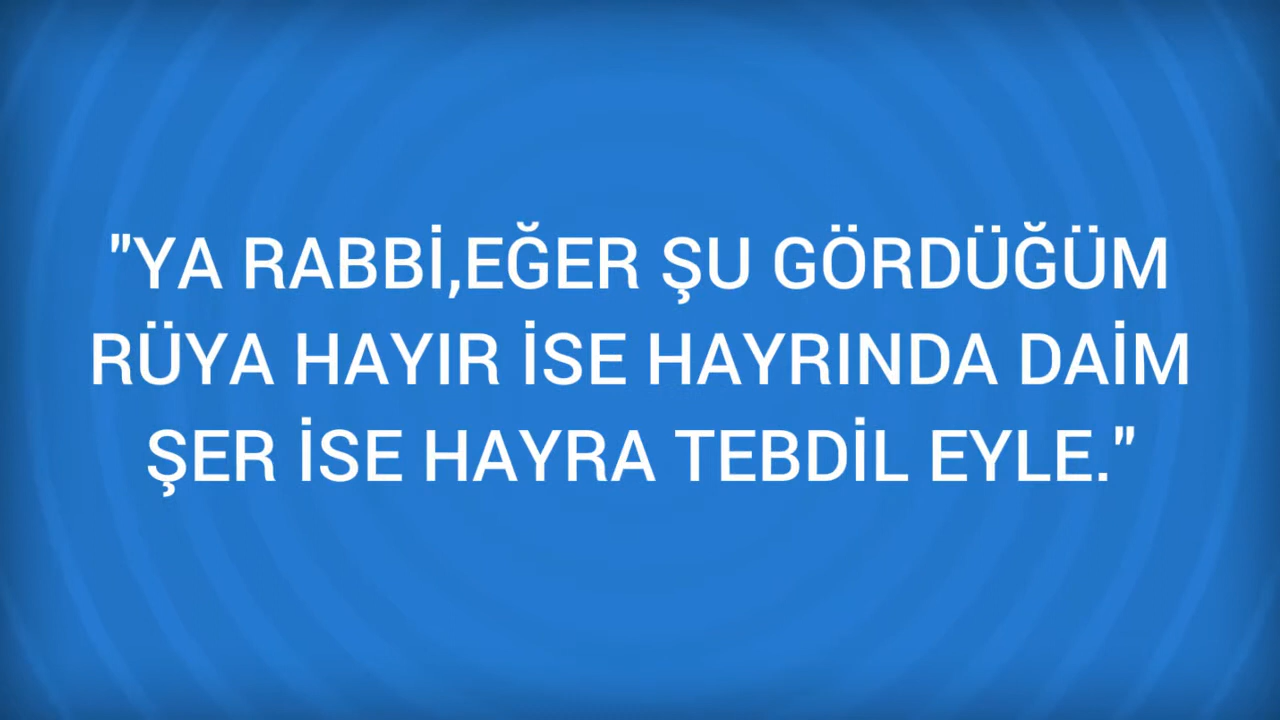 "YA RABBİ,EĞER ŞU GÖRDÜĞÜM
RÜYA HAYIR İSE HAYRINDA DAİM
ŞER İSE HAYRA TEBDİL EYLE."